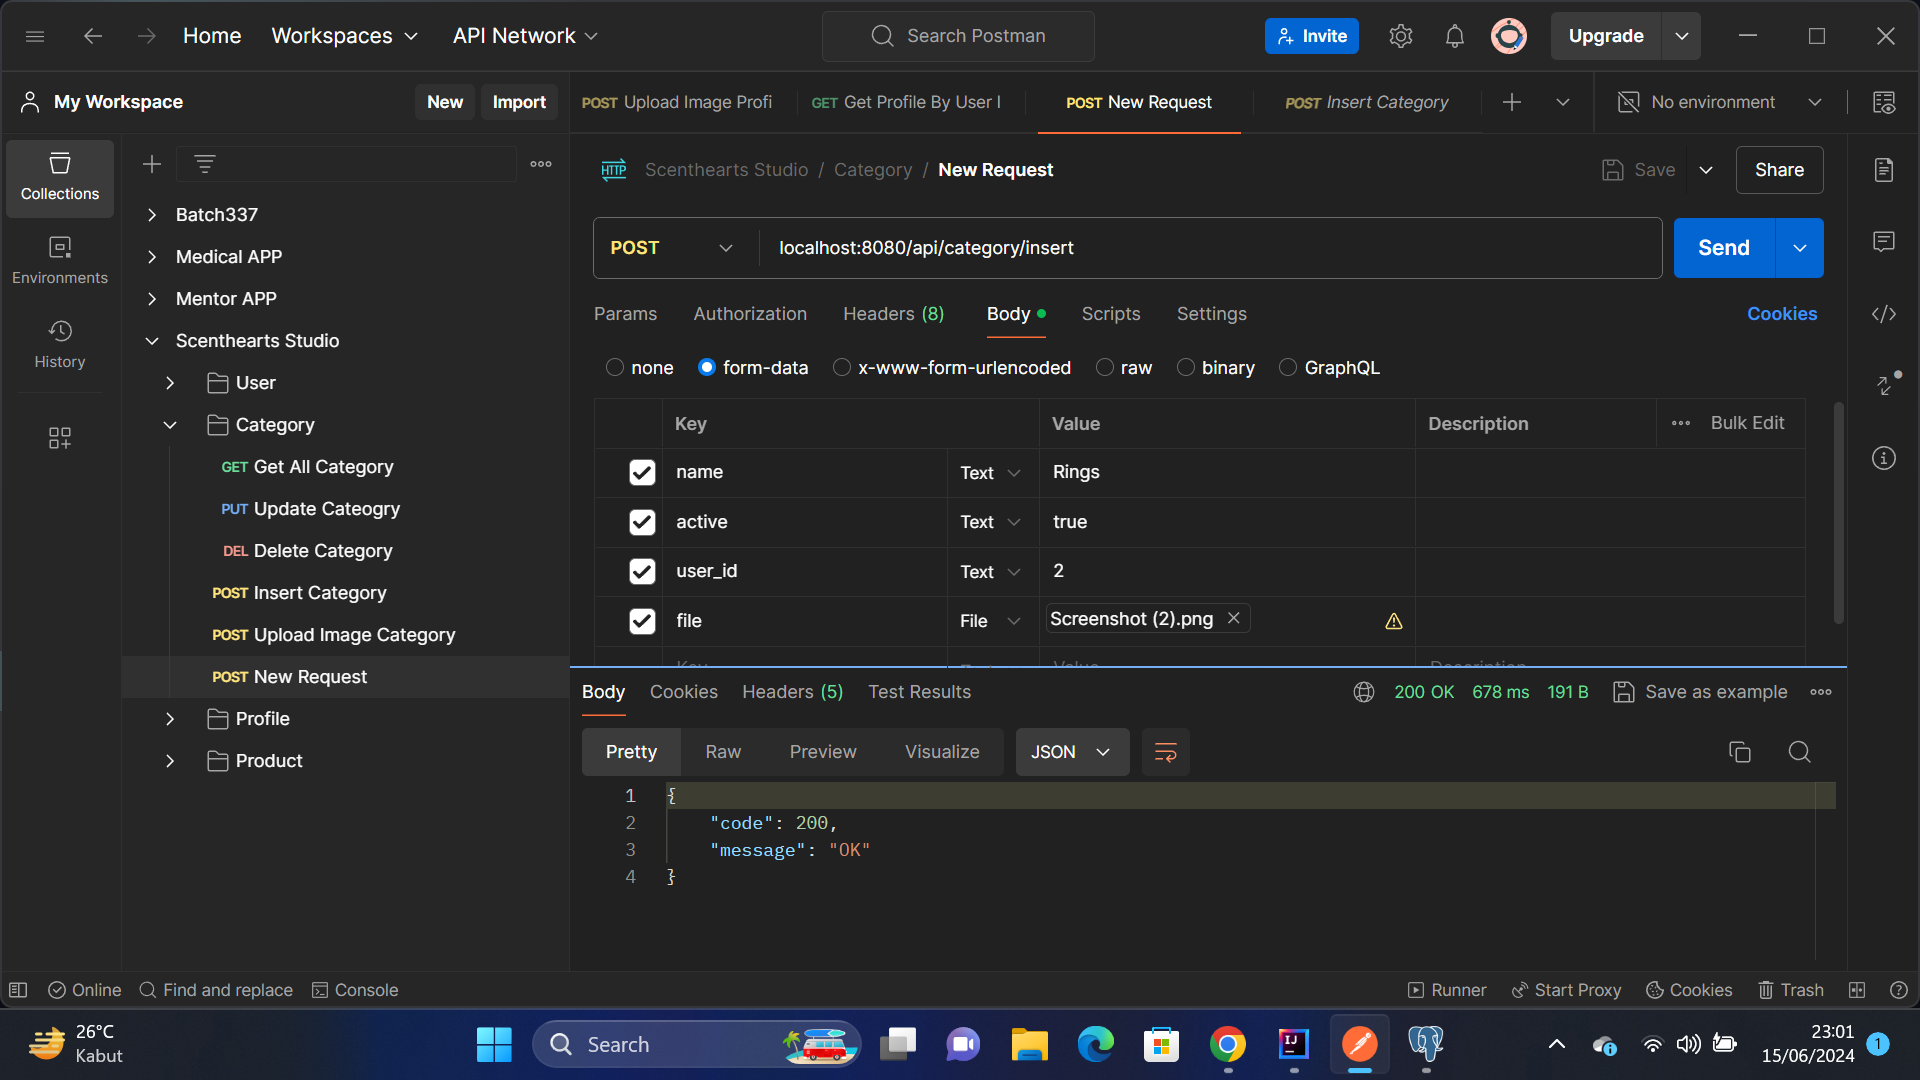 Home Workspaces API Network Search Postman Invite Upgrade
My Workspace New Import POST Upload Image Profi GET Get Profile By User I POST New Request POST Insert Category No environment
Collections
Environments
History
Batch337
Medical APP
Mentor APP
Scenthearts Studio
User
Category
GET Get All Category
PUT Update Cateogry
DEL Delete Category
POST Insert Category
POST Upload Image Category
POST New Request
Profile
Product
HTTP Scenthearts Studio / Category / New Request Save Share
POST localhost:8080/api/category/insert Send
Params Authorization Headers (8) Body Scripts Settings Cookies
none form-data x-www-form-urlencoded raw binary GraphQL
Key Value Description Bulk Edit
name Text Rings
active Text true
user_id Text 2
file File Screenshot (2).png
Key Value Description
Body Cookies Headers (5) Test Results 200 OK 678 ms 191 B Save as example
Pretty Raw Preview Visualize JSON
1 {
2 "code": 200,
3 "message": "OK"
4 }
Online Find and replace Console Runner Start Proxy Cookies Trash
26°C
Kabut
Search
IJ
23:01
15/06/2024
1